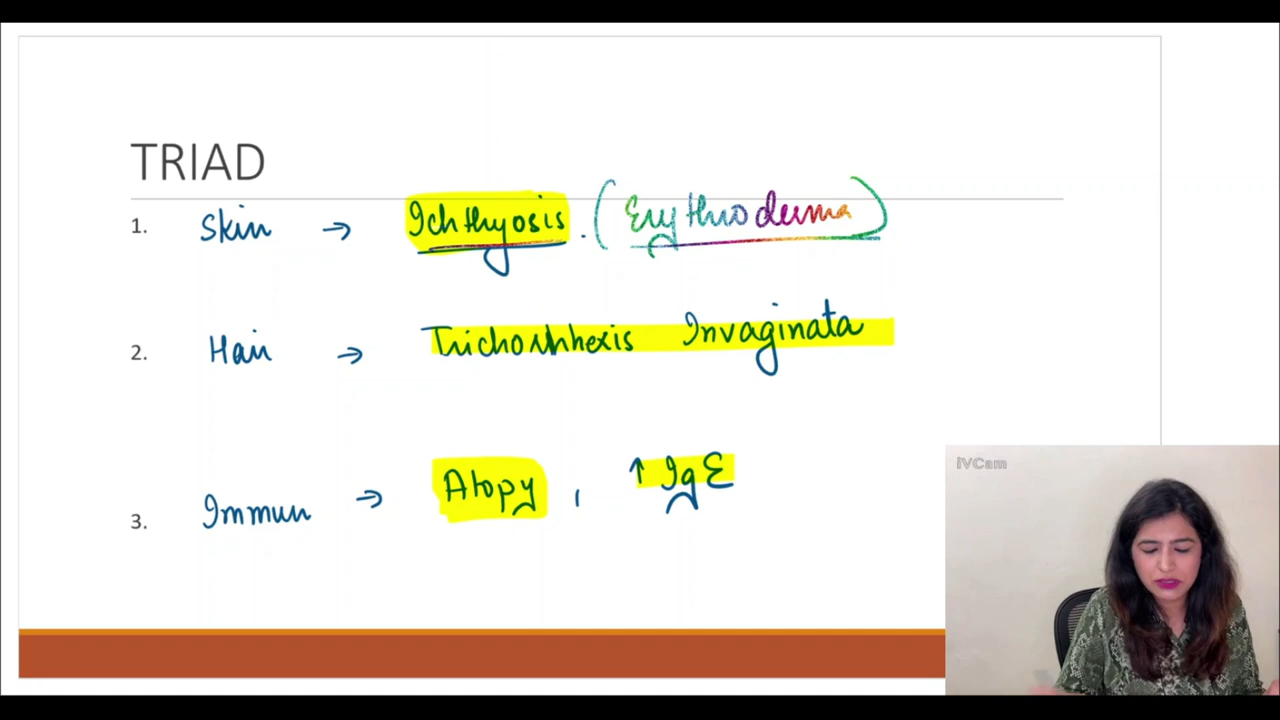 TRIAD
1. Skin → Ichthyosis. (Erythroderma)
2. Hair → Trichorrhexis Invaginata
3. Immun → Atopy, ↑ IgE
iVCam